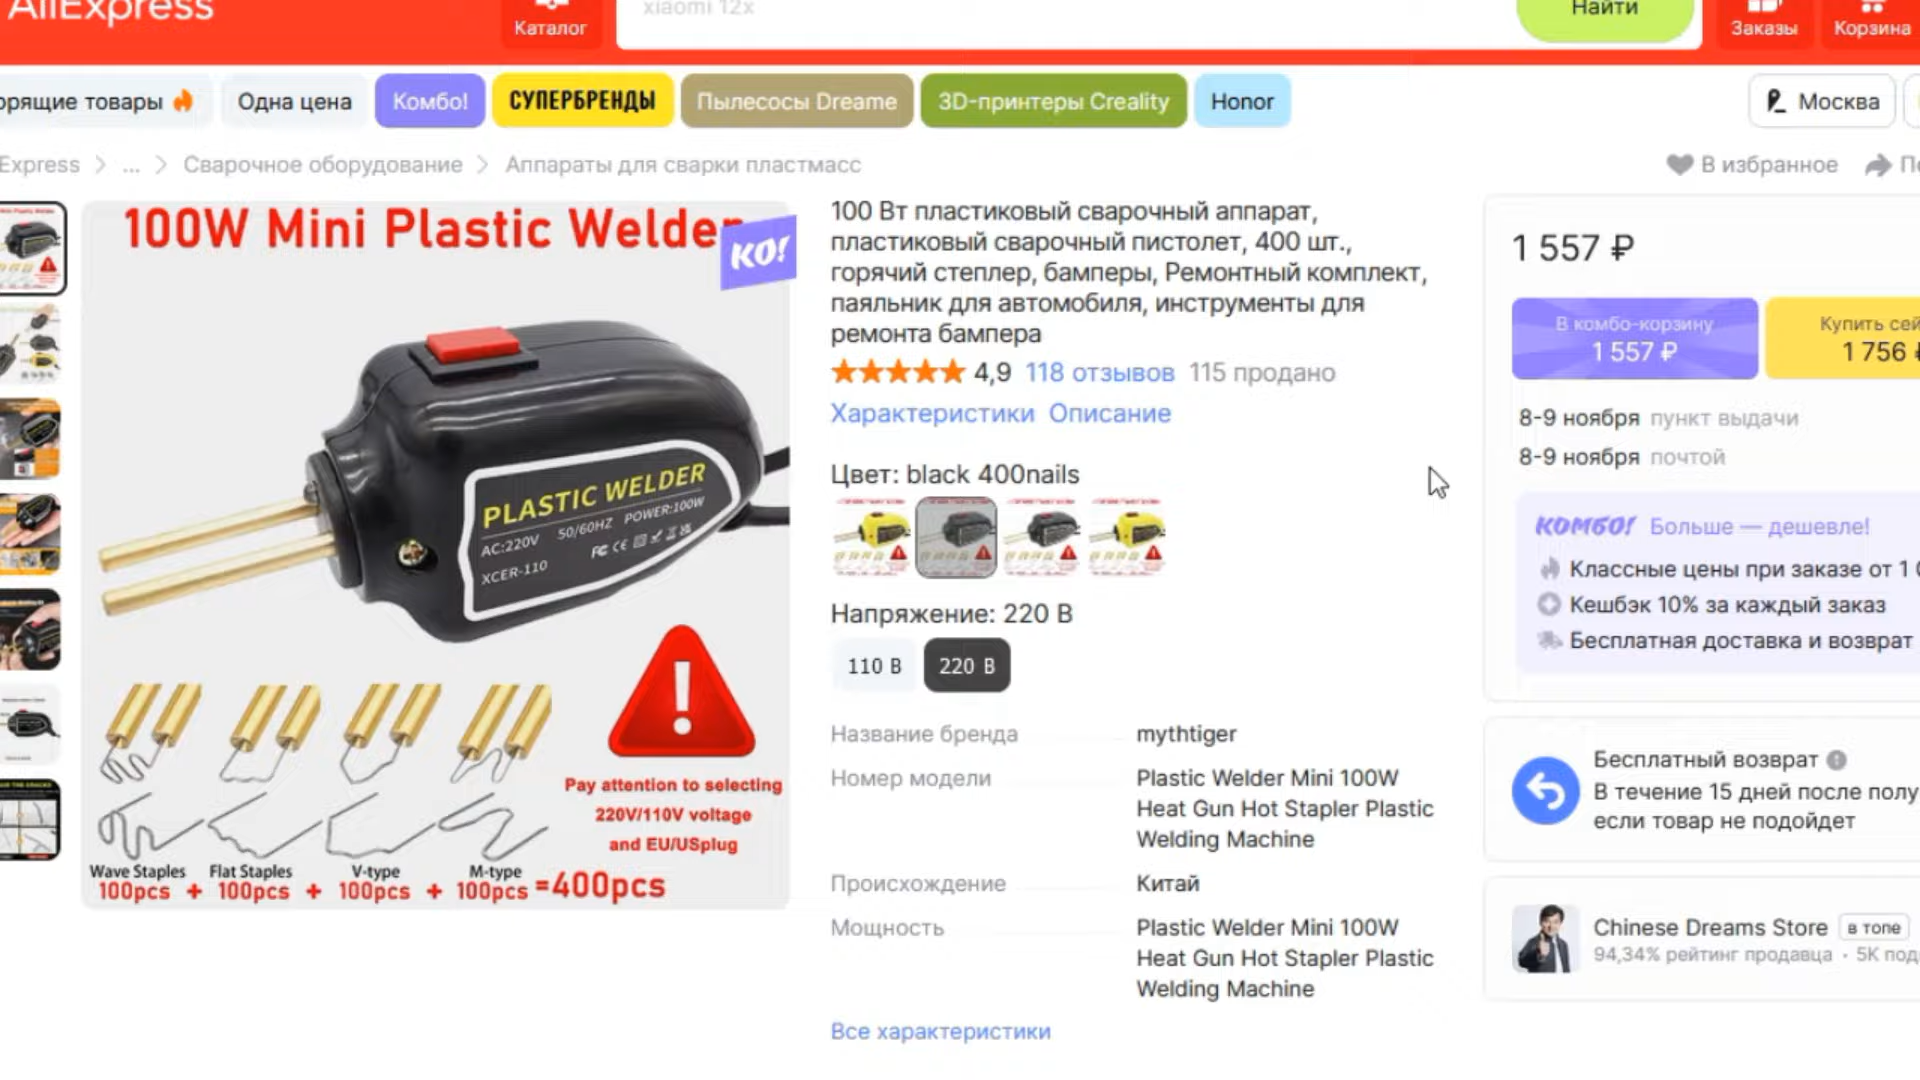 AliExpress
Каталог
xiaomi 12x
Найти
Заказы
Корзина
орящие товары
Одна цена
Комбо!
СУПЕРБРЕНДЫ
Пылесосы Dreame
3D-принтеры Creality
Honor
Москва
Express > ... > Сварочное оборудование > Аппараты для сварки пластмасс
В избранное
100W Mini Plastic Welder
КО!
PLASTIC WELDER
AC:220V 50/60HZ POWER:100W
FC CE
XCER-110
Pay attention to selecting
220V/110V voltage
and EU/USplug
Wave Staples Flat Staples V-type M-type
100pcs + 100pcs + 100pcs + 100pcs =400pcs
100 Вт пластиковый сварочный аппарат,
пластиковый сварочный пистолет, 400 шт.,
горячий степлер, бамперы, Ремонтный комплект,
паяльник для автомобиля, инструменты для
ремонта бампера
4,9 118 отзывов 115 продано
Характеристики Описание
Цвет: black 400nails
Напряжение: 220 В
110 В 220 В
Название бренда mythtiger
Номер модели Plastic Welder Mini 100W
Heat Gun Hot Stapler Plastic
Welding Machine
Происхождение Китай
Мощность Plastic Welder Mini 100W
Heat Gun Hot Stapler Plastic
Welding Machine
Все характеристики
1 557 ₽
В комбо-корзину
1 557 ₽
Купить сей
1 756 ₽
8-9 ноября пункт выдачи
8-9 ноября почтой
КОМБО! Больше — дешевле!
Классные цены при заказе от 1
Кешбэк 10% за каждый заказ
Бесплатная доставка и возврат
Бесплатный возврат
В течение 15 дней после полу
если товар не подойдет
Chinese Dreams Store в топе
94,34% рейтинг продавца · 5K под